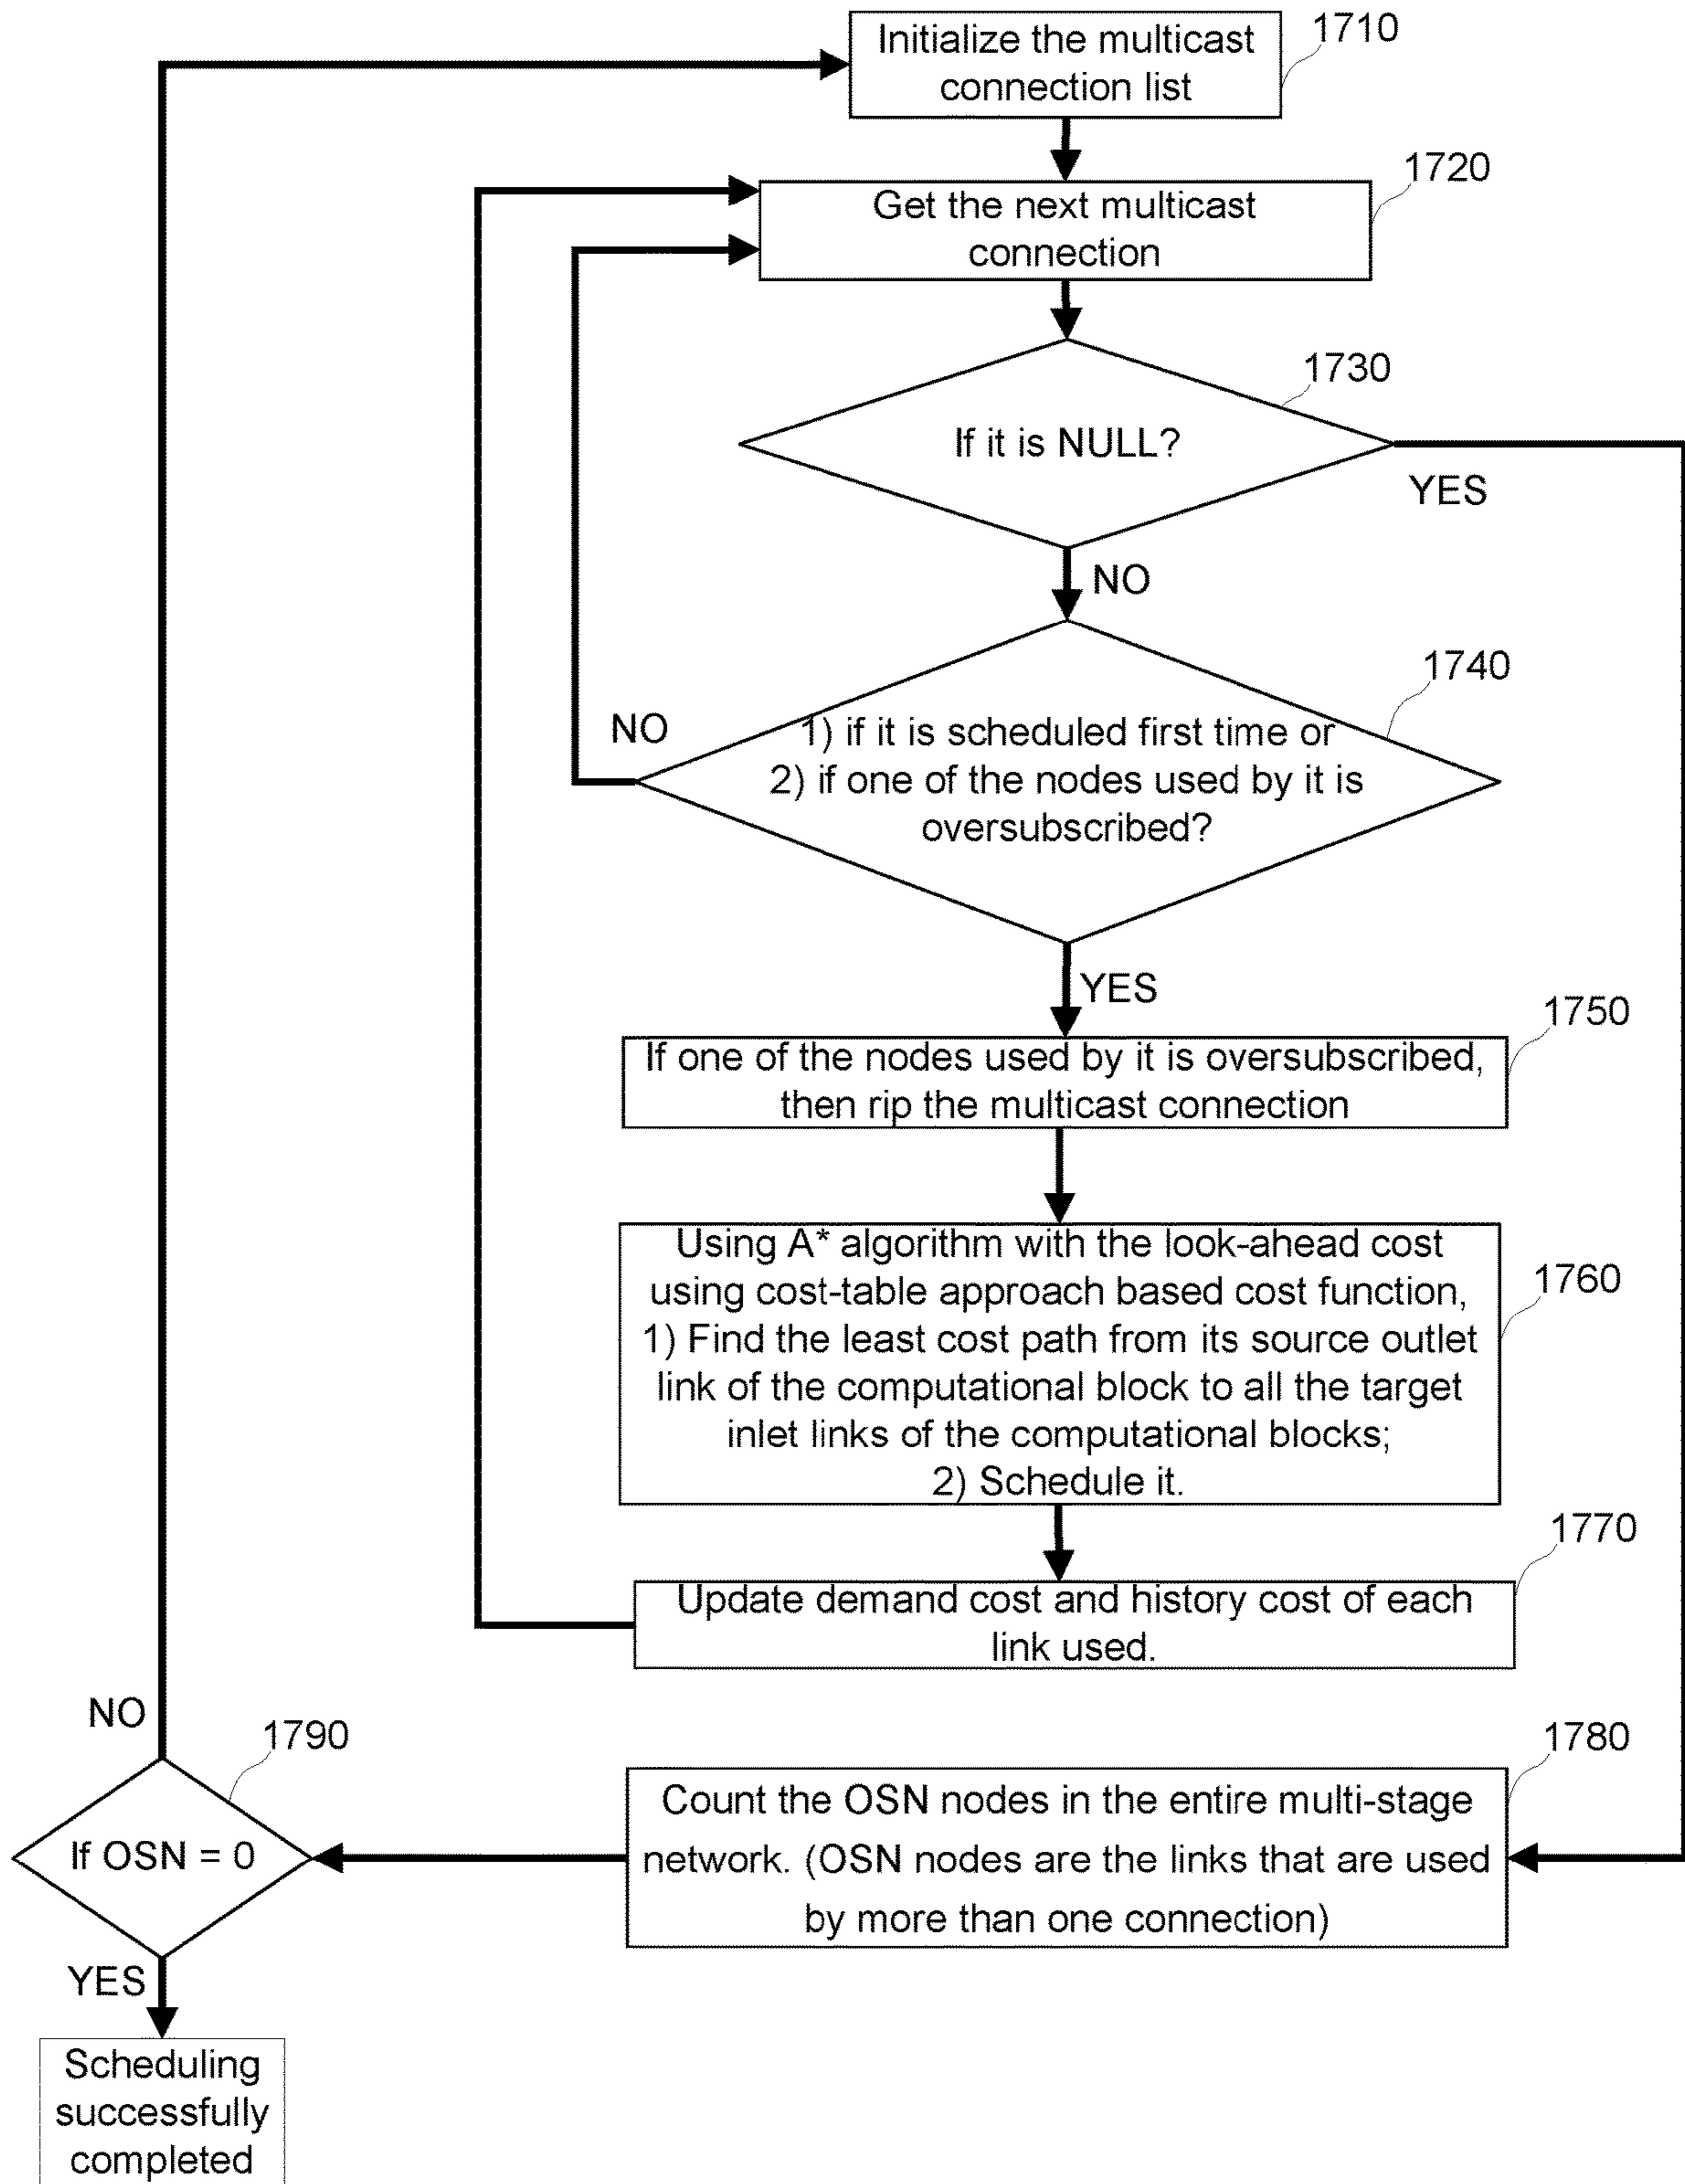 Initialize the multicast
connection list
1710
1720
Get the next multicast
connection
1730
If it is NULL?
YES
NO
1740
NO
1) if it is scheduled first time or
2) if one of the nodes used by it is
oversubscribed?
YES
1750
If one of the nodes used by it is oversubscribed,
then rip the multicast connection
Using A* algorithm with the look-ahead cost
using cost-table approach based cost function,
1) Find the least cost path from its source outlet
link of the computational block to all the target
inlet links of the computational blocks;
2) Schedule it.
1760
1770
Update demand cost and history cost of each
link used.
NO
1790
1780
Count the OSN nodes in the entire multi-stage
network. (OSN nodes are the links that are used
by more than one connection)
If OSN = 0
YES
Scheduling
successfully
completed